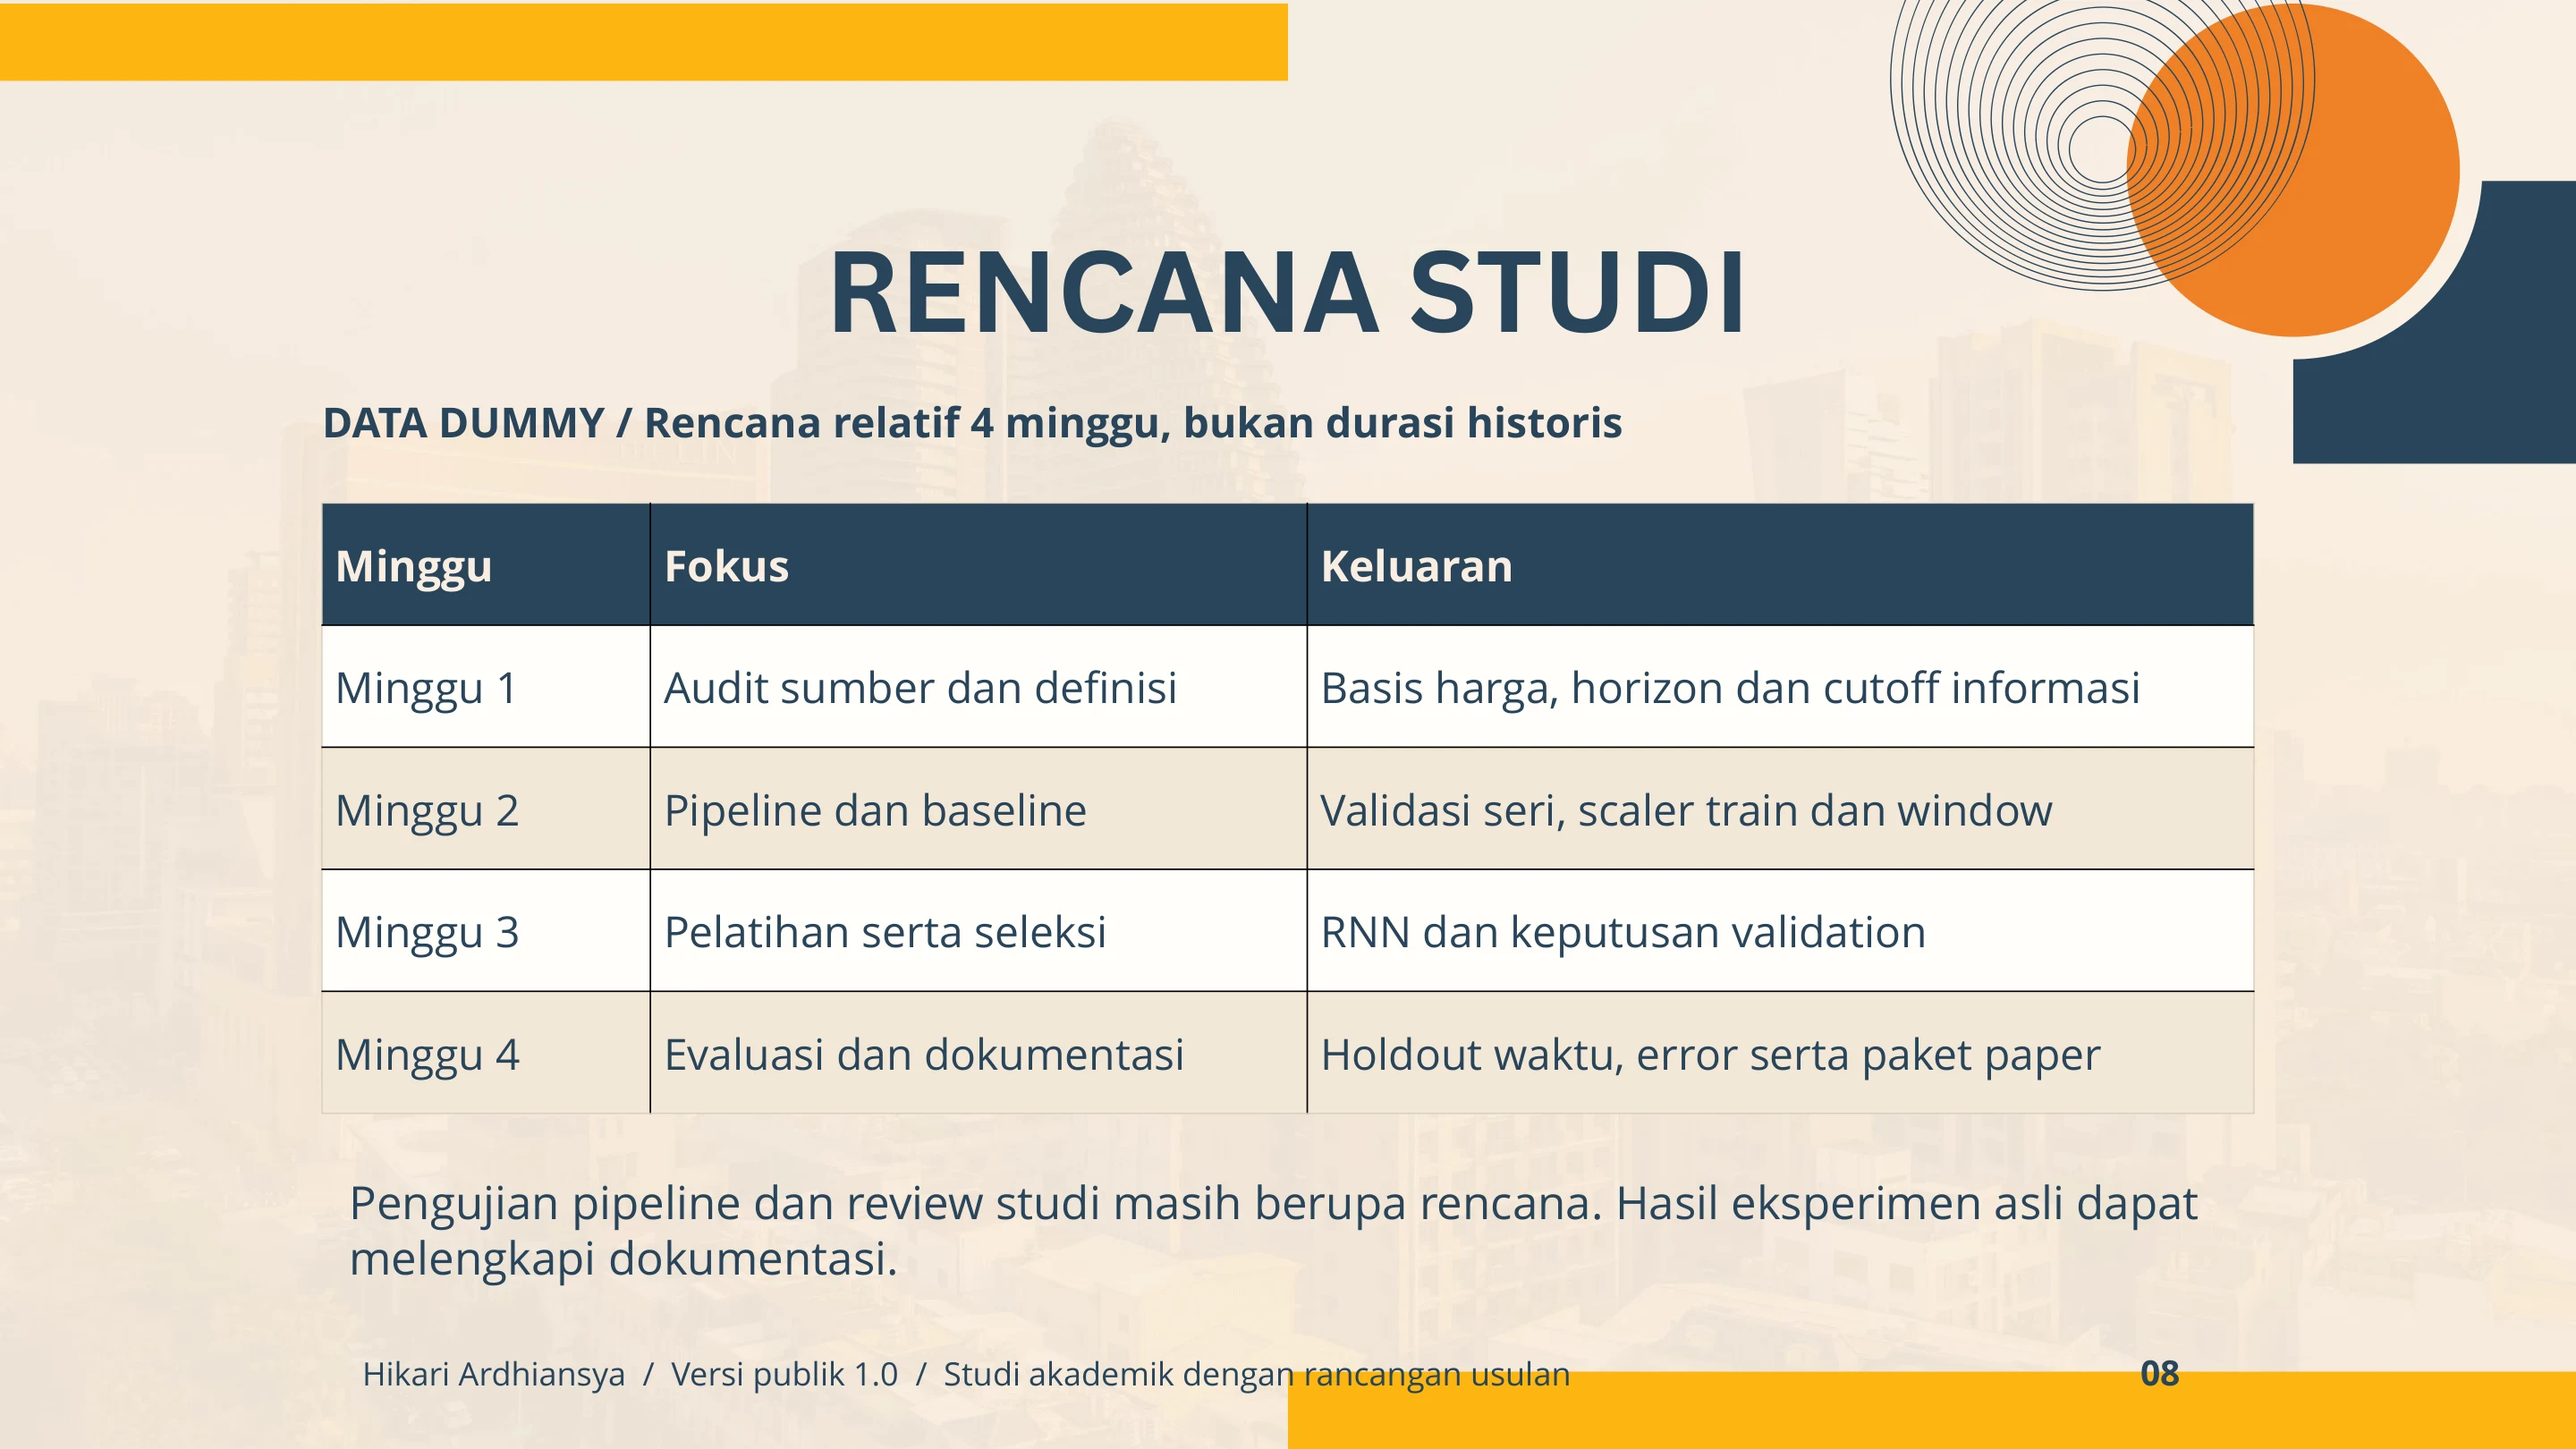 RENCANA STUDI
DATA DUMMY / Rencana relatif 4 minggu, bukan durasi historis
Minggu Fokus Keluaran
Minggu 1 Audit sumber dan definisi Basis harga, horizon dan cutoff informasi
Minggu 2 Pipeline dan baseline Validasi seri, scaler train dan window
Minggu 3 Pelatihan serta seleksi RNN dan keputusan validation
Minggu 4 Evaluasi dan dokumentasi Holdout waktu, error serta paket paper
Pengujian pipeline dan review studi masih berupa rencana. Hasil eksperimen asli dapat
melengkapi dokumentasi.
Hikari Ardhiansya / Versi publik 1.0 / Studi akademik dengan rancangan usulan 08